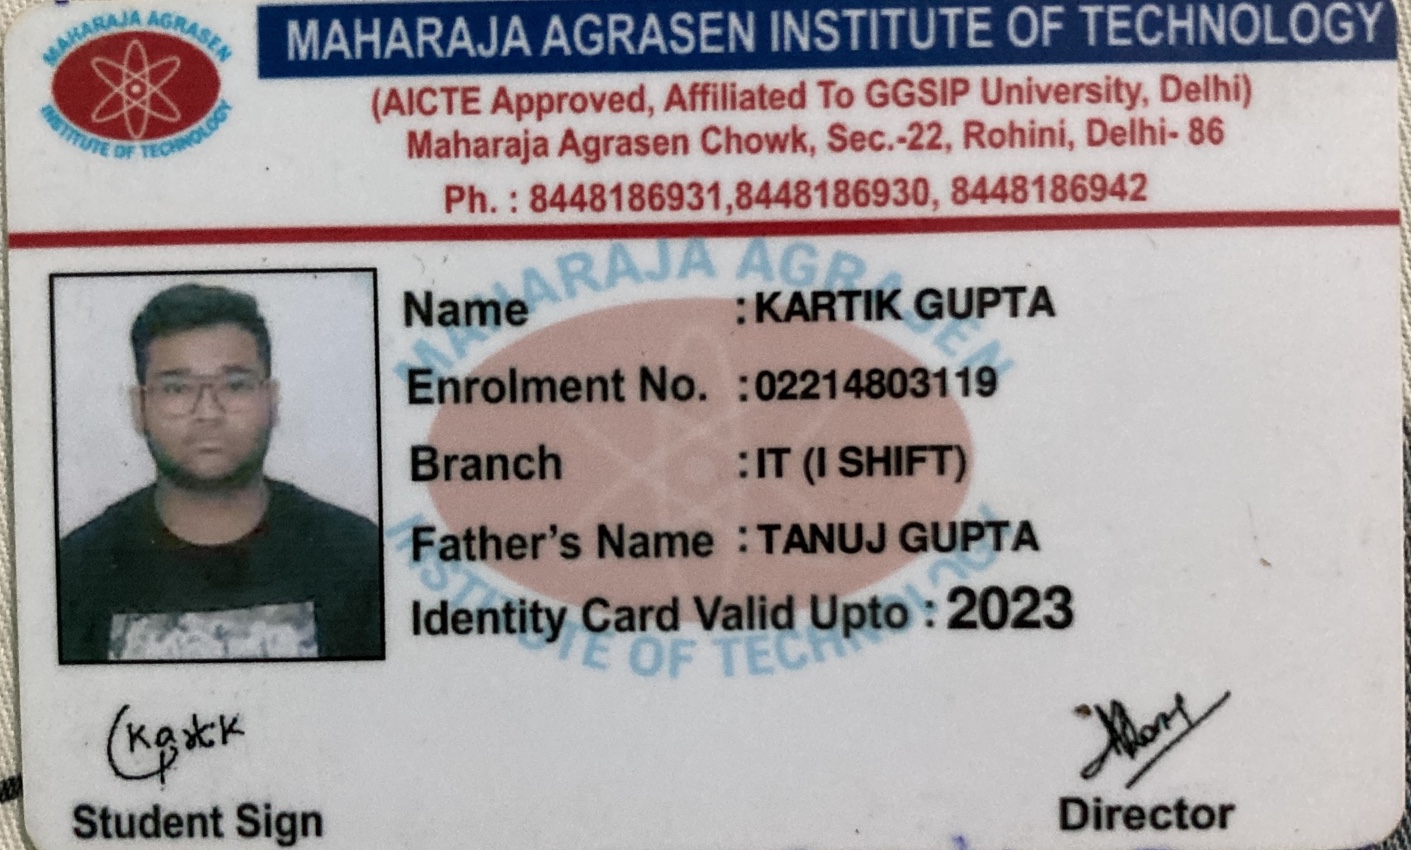 MAHARAJA AGRASEN
INSTITUTE OF TECHNOLOGY
MAHARAJA AGRASEN INSTITUTE OF TECHNOLOGY
(AICTE Approved, Affiliated To GGSIP University, Delhi)
Maharaja Agrasen Chowk, Sec.-22, Rohini, Delhi- 86
Ph. : 8448186931,8448186930, 8448186942
MAHARAJA AGRASEN
Name : KARTIK GUPTA
Enrolment No. : 02214803119
Branch : IT (I SHIFT)
Father's Name : TANUJ GUPTA
Identity Card Valid Upto : 2023
INSTITUTE OF TECHNOLOGY
Kartik
Student Sign
Director